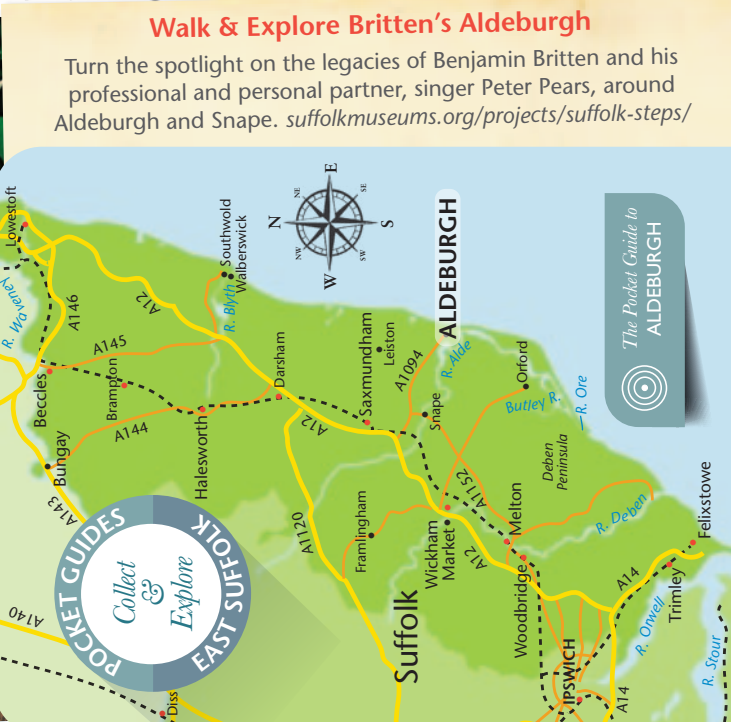 Walk & Explore Britten's Aldeburgh
Turn the spotlight on the legacies of Benjamin Britten and his
professional and personal partner, singer Peter Pears, around
Aldeburgh and Snape. suffolkmuseums.org/projects/suffolk-steps/
Lowestoft
R. Waveney
A146
A12
Southwold
Walberswick
R. Blyth
N
NE
E
SE
S
SW
W
NW
ALDEBURGH
The Pocket Guide to
ALDEBURGH
Beccles
A145
Brampton
Bungay
A144
Halesworth
Darsham
A12
Saxmundham
Leiston
A1094
R. Alde
Snape
Orford
Butley R.
R. Ore
Deben
Peninsula
A143
A1120
Framlingham
Wickham
Market
A1152
A12
Melton
R. Deben
Felixstowe
Woodbridge
A14
Trimley
R. Orwell
Suffolk
IPSWICH
A14
R. Stour
A140
Diss
POCKET GUIDES
Collect
&
Explore
EAST SUFFOLK